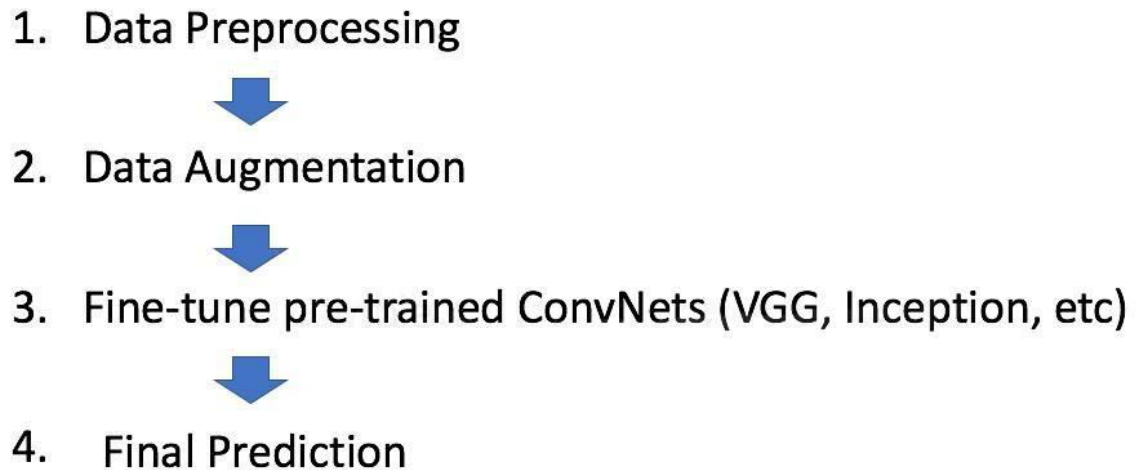 1. Data Preprocessing
2. Data Augmentation
3. Fine-tune pre-trained ConvNets (VGG, Inception, etc)
4. Final Prediction